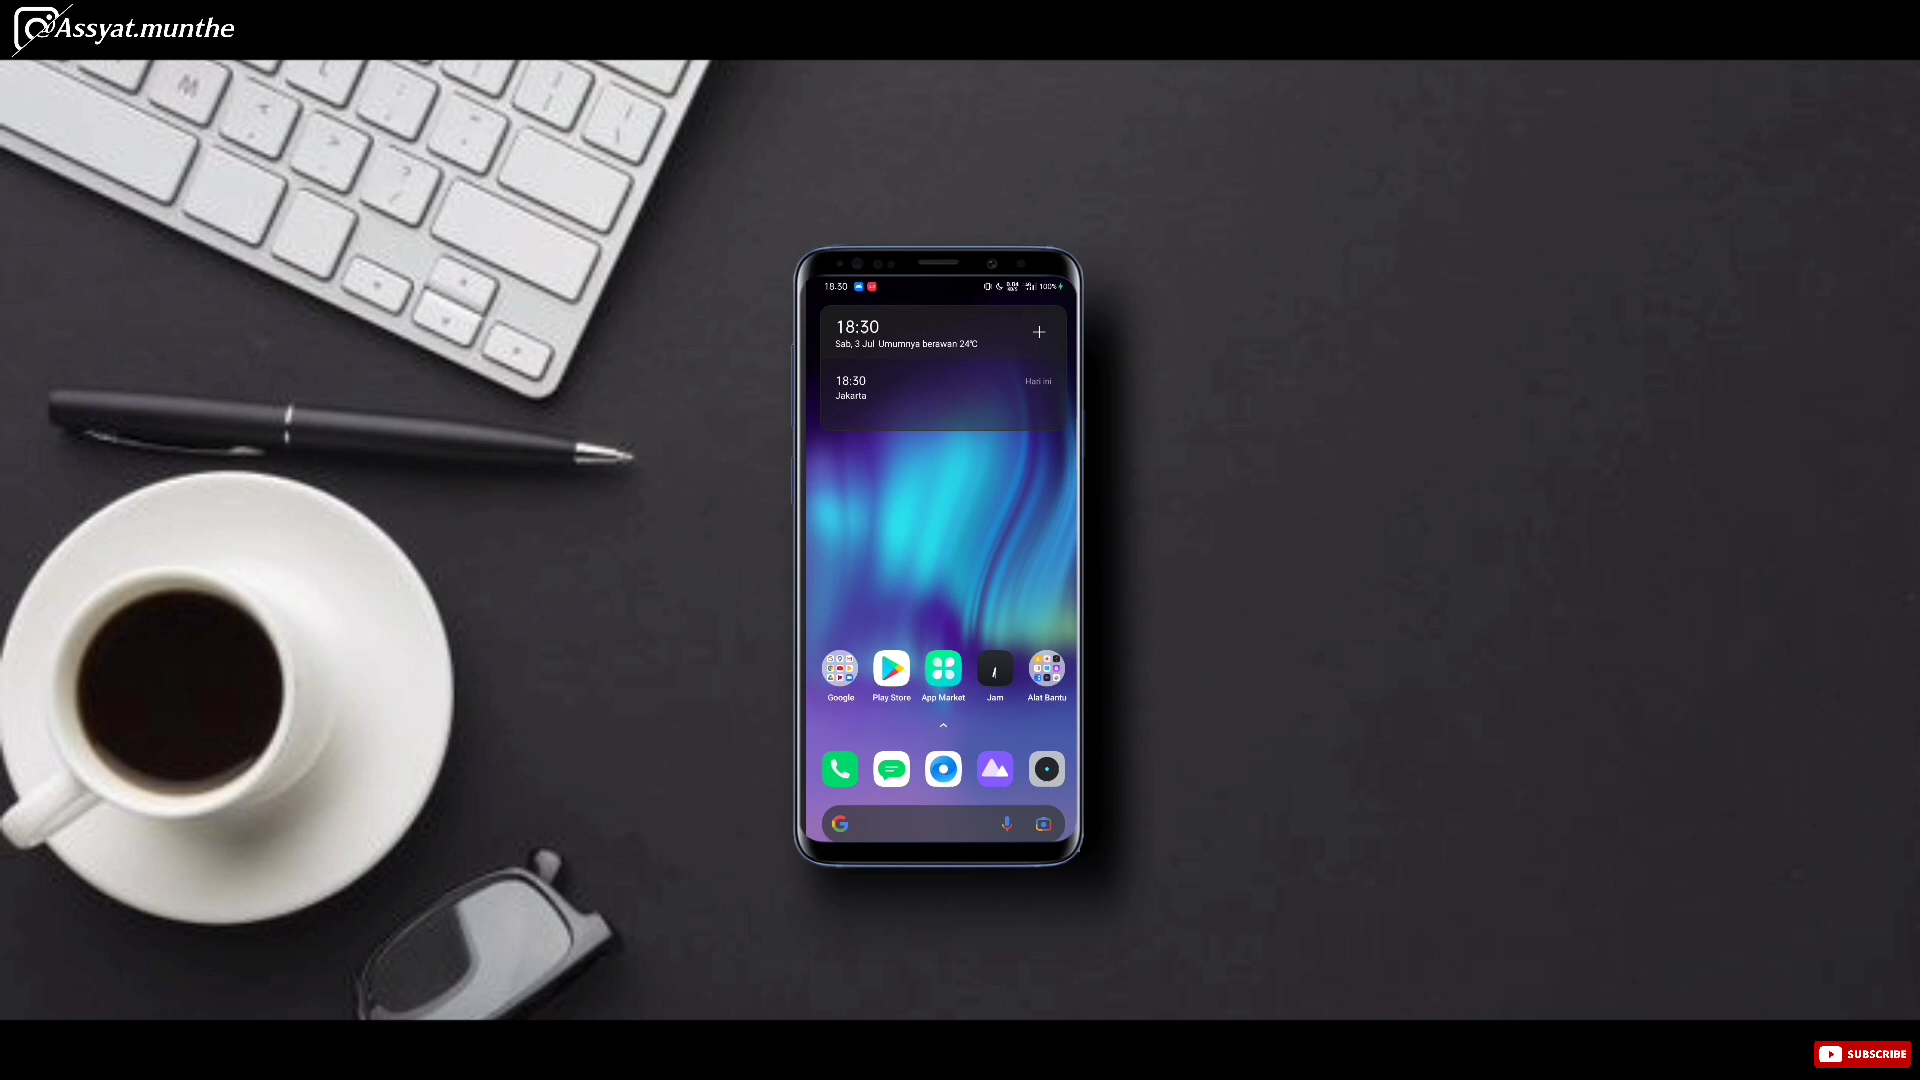 @Assyat.munthe
M
18.30
100%
18:30
Sab, 3 Jul Umumnya berawan 24°C
18:30
Hari ini
Jakarta
Google
Play Store
App Market
Jam
Alat Bantu
SUBSCRIBE